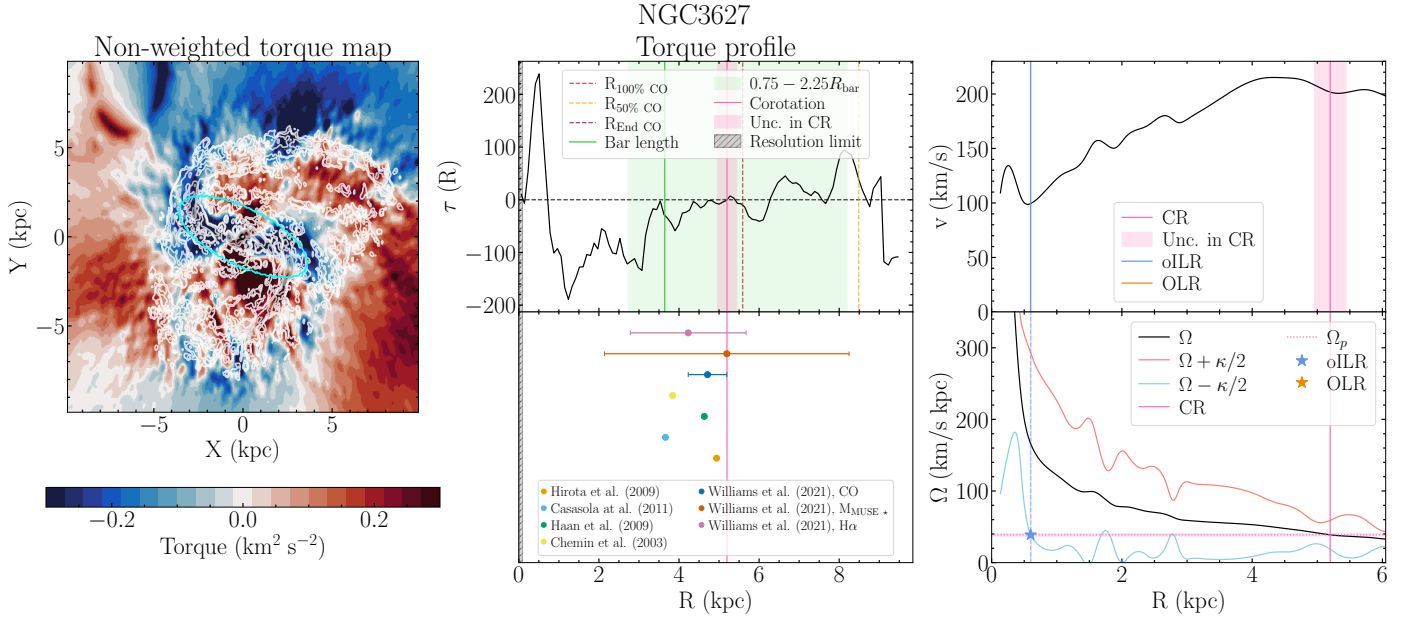 NGC3627
Non-weighted torque map
Torque profile
5
0
−5
Y (kpc)
−5
0
5
X (kpc)
−0.2
0.0
0.2
Torque (km² s⁻²)
200
100
0
−100
−200
τ (R)
R100% CO
R50% CO
REnd CO
Bar length
0.75 − 2.25Rbar
Corotation
Unc. in CR
Resolution limit
Hirota et al. (2009)
Casasola at al. (2011)
Haan et al. (2009)
Chemin et al. (2003)
Williams et al. (2021), CO
Williams et al. (2021), MMUSE ⋆
Williams et al. (2021), Hα
0
2
4
6
8
R (kpc)
200
150
100
50
0
v (km/s)
CR
Unc. in CR
oILR
OLR
300
200
100
0
Ω (km/s kpc)
Ω
Ω + κ/2
Ω − κ/2
CR
Ωp
oILR
OLR
0
2
4
6
R (kpc)